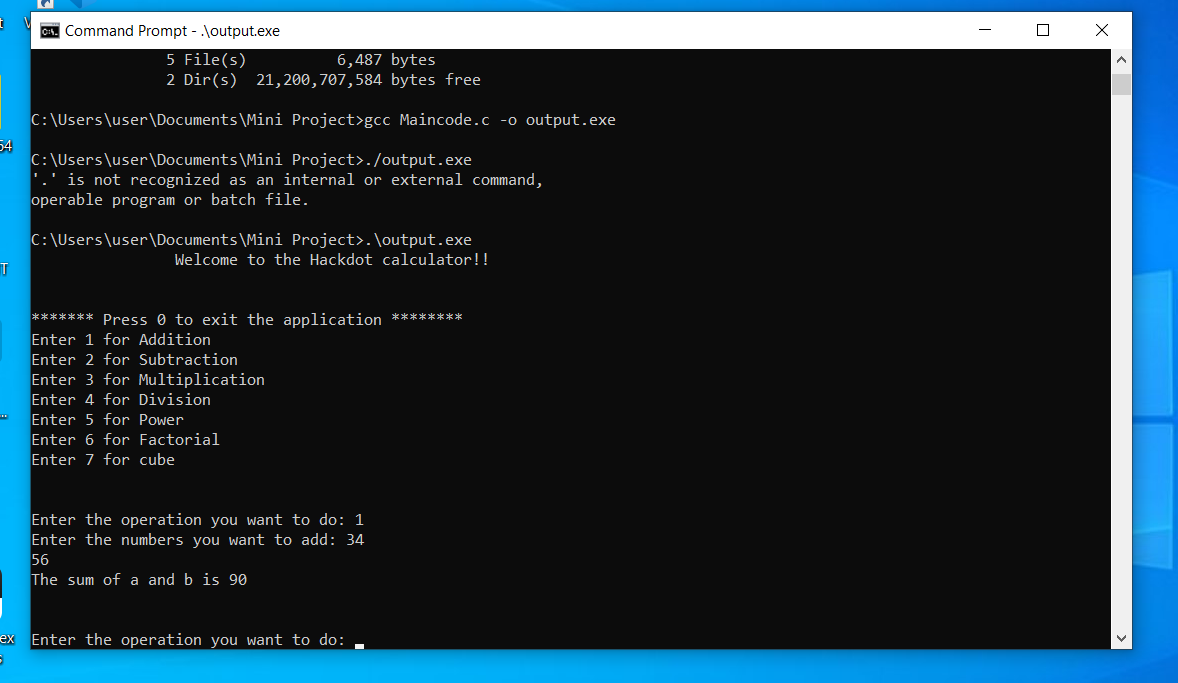 Command Prompt - .\output.exe
5 File(s) 6,487 bytes
2 Dir(s) 21,200,707,584 bytes free
C:\Users\user\Documents\Mini Project>gcc Maincode.c -o output.exe
C:\Users\user\Documents\Mini Project>./output.exe
'.' is not recognized as an internal or external command,
operable program or batch file.
C:\Users\user\Documents\Mini Project>.\output.exe
Welcome to the Hackdot calculator!!
******* Press 0 to exit the application ********
Enter 1 for Addition
Enter 2 for Subtraction
Enter 3 for Multiplication
Enter 4 for Division
Enter 5 for Power
Enter 6 for Factorial
Enter 7 for cube
Enter the operation you want to do: 1
Enter the numbers you want to add: 34
56
The sum of a and b is 90
Enter the operation you want to do: